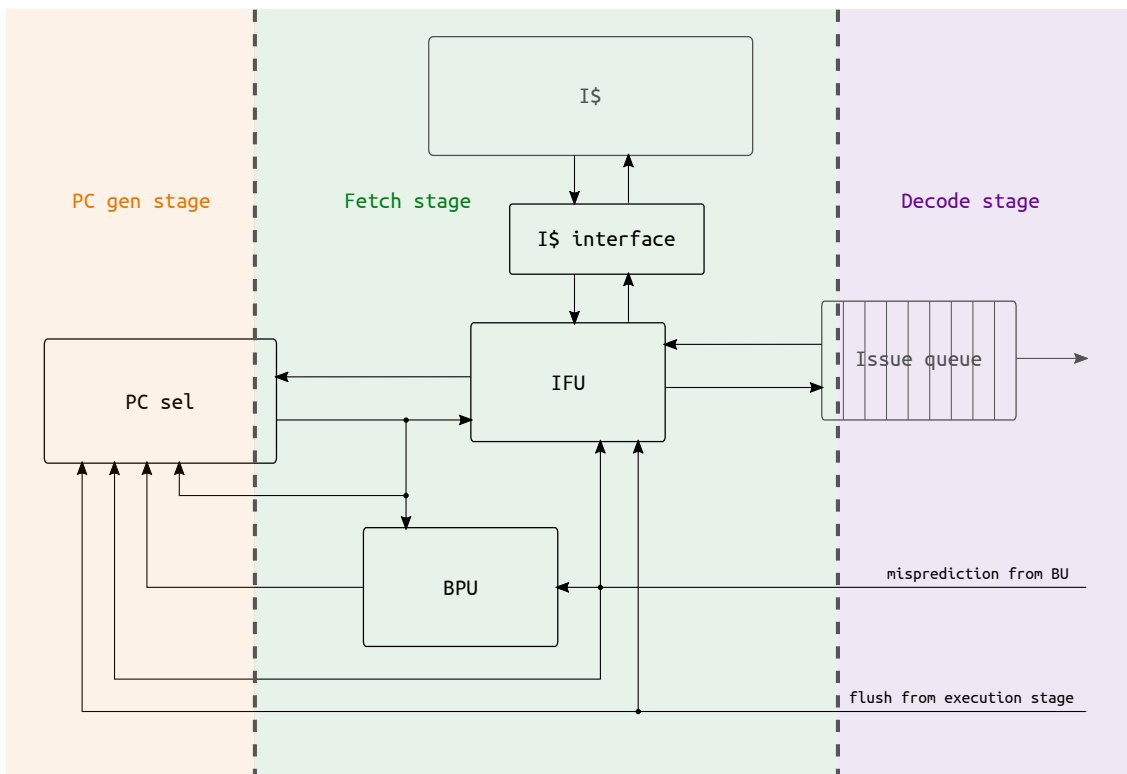 I$
PC gen stage
Fetch stage
Decode stage
I$ interface
Issue queue
IFU
PC sel
misprediction from BU
BPU
flush from execution stage